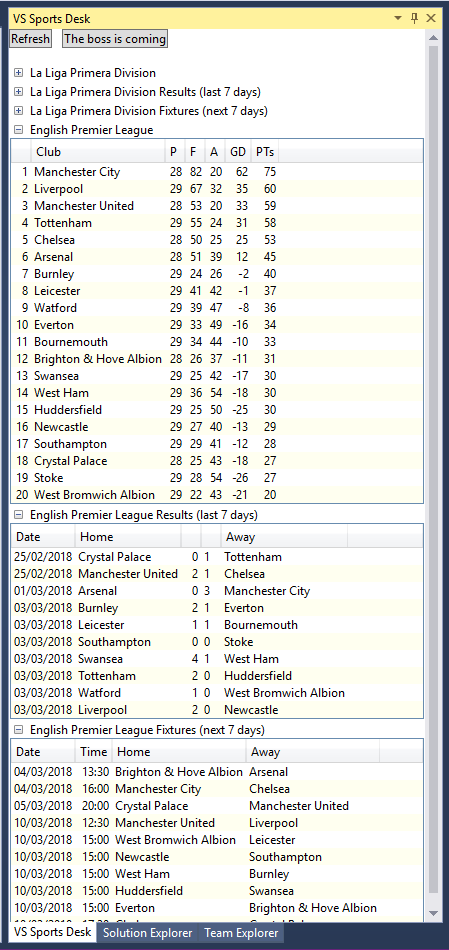 VS Sports Desk
Refresh The boss is coming
La Liga Primera Division
La Liga Primera Division Results (last 7 days)
La Liga Primera Division Fixtures (next 7 days)
English Premier League
Club P F A GD PTs
1 Manchester City 28 82 20 62 75
2 Liverpool 29 67 32 35 60
3 Manchester United 28 53 20 33 59
4 Tottenham 29 55 24 31 58
5 Chelsea 28 50 25 25 53
6 Arsenal 28 51 39 12 45
7 Burnley 29 24 26 -2 40
8 Leicester 29 41 42 -1 37
9 Watford 29 39 47 -8 36
10 Everton 29 33 49 -16 34
11 Bournemouth 29 34 44 -10 33
12 Brighton & Hove Albion 28 26 37 -11 31
13 Swansea 29 25 42 -17 30
14 West Ham 29 36 54 -18 30
15 Huddersfield 29 25 50 -25 30
16 Newcastle 29 27 40 -13 29
17 Southampton 29 29 41 -12 28
18 Crystal Palace 28 25 43 -18 27
19 Stoke 29 28 54 -26 27
20 West Bromwich Albion 29 22 43 -21 20
English Premier League Results (last 7 days)
Date Home Away
25/02/2018 Crystal Palace 0 1 Tottenham
25/02/2018 Manchester United 2 1 Chelsea
01/03/2018 Arsenal 0 3 Manchester City
03/03/2018 Burnley 2 1 Everton
03/03/2018 Leicester 1 1 Bournemouth
03/03/2018 Southampton 0 0 Stoke
03/03/2018 Swansea 4 1 West Ham
03/03/2018 Tottenham 2 0 Huddersfield
03/03/2018 Watford 1 0 West Bromwich Albion
03/03/2018 Liverpool 2 0 Newcastle
English Premier League Fixtures (next 7 days)
Date Time Home Away
04/03/2018 13:30 Brighton & Hove Albion Arsenal
04/03/2018 16:00 Manchester City Chelsea
05/03/2018 20:00 Crystal Palace Manchester United
10/03/2018 12:30 Manchester United Liverpool
10/03/2018 15:00 West Bromwich Albion Leicester
10/03/2018 15:00 Newcastle Southampton
10/03/2018 15:00 West Ham Burnley
10/03/2018 15:00 Huddersfield Swansea
10/03/2018 15:00 Everton Brighton & Hove Albion
VS Sports Desk Solution Explorer Team Explorer